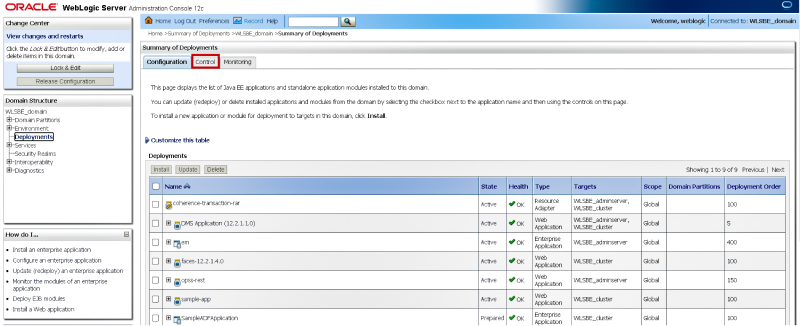 ORACLE WebLogic Server Administration Console 12c
Change Center
View changes and restarts
Click the Lock & Edit button to modify, add or
delete items in this domain.
Lock & Edit
Release Configuration
Domain Structure
WLSBE_domain
Domain Partitions
Environment
Deployments
Services
Security Realms
Interoperability
Diagnostics
How do I...
Install an enterprise application
Configure an enterprise application
Update (redeploy) an enterprise application
Monitor the modules of an enterprise
application
Deploy EJB modules
Install a Web application
Home Log Out Preferences Record Help
Welcome, weblogic Connected to: WLSBE_domain
Home >Summary of Deployments >WLSBE_domain >Summary of Deployments
Summary of Deployments
Configuration Control Monitoring
This page displays the list of Java EE applications and standalone application modules installed to this domain.
You can update (redeploy) or delete installed applications and modules from the domain by selecting the checkbox next to the application name and then using the controls on this page.
To install a new application or module for deployment to targets in this domain, click Install.
Customize this table
Deployments
Install Update Delete Showing 1 to 9 of 9 Previous | Next
Name State Health Type Targets Scope Domain Partitions Deployment Order
coherence-transaction-rar Active OK Resource Adapter WLSBE_adminserver, WLSBE_cluster Global 100
DMS Application (12.2.1.1.0) Active OK Web Application WLSBE_adminserver, WLSBE_cluster Global 5
em Active OK Enterprise Application WLSBE_adminserver Global 400
faces-12.2.1.4.0 Active OK Web Application WLSBE_cluster Global 100
opss-rest Active OK Web Application WLSBE_adminserver Global 150
sample-app Active OK Web Application WLSBE_cluster Global 100
SampleADFApplication Prepared OK Enterprise Application WLSBE_cluster Global 100